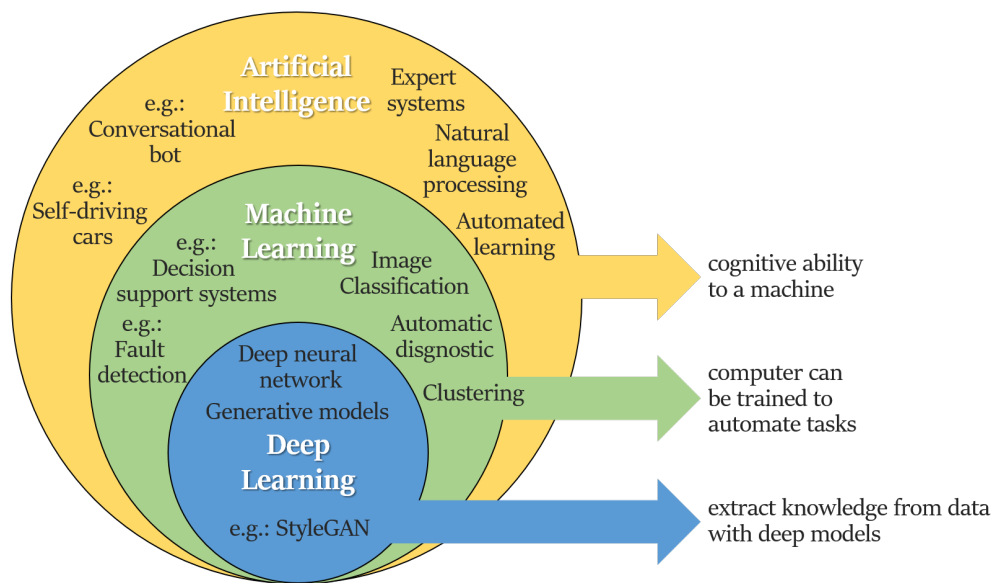 Artificial
Intelligence
Expert
systems
e.g.:
Conversational
bot
Natural
language
processing
e.g.:
Self-driving
cars
Automated
learning
Machine
Learning
e.g.:
Decision
support systems
Image
Classification
e.g.:
Fault
detection
Automatic
disgnostic
Clustering
Deep neural
network
Generative models
Deep
Learning
e.g.: StyleGAN
cognitive ability
to a machine
computer can
be trained to
automate tasks
extract knowledge from data
with deep models